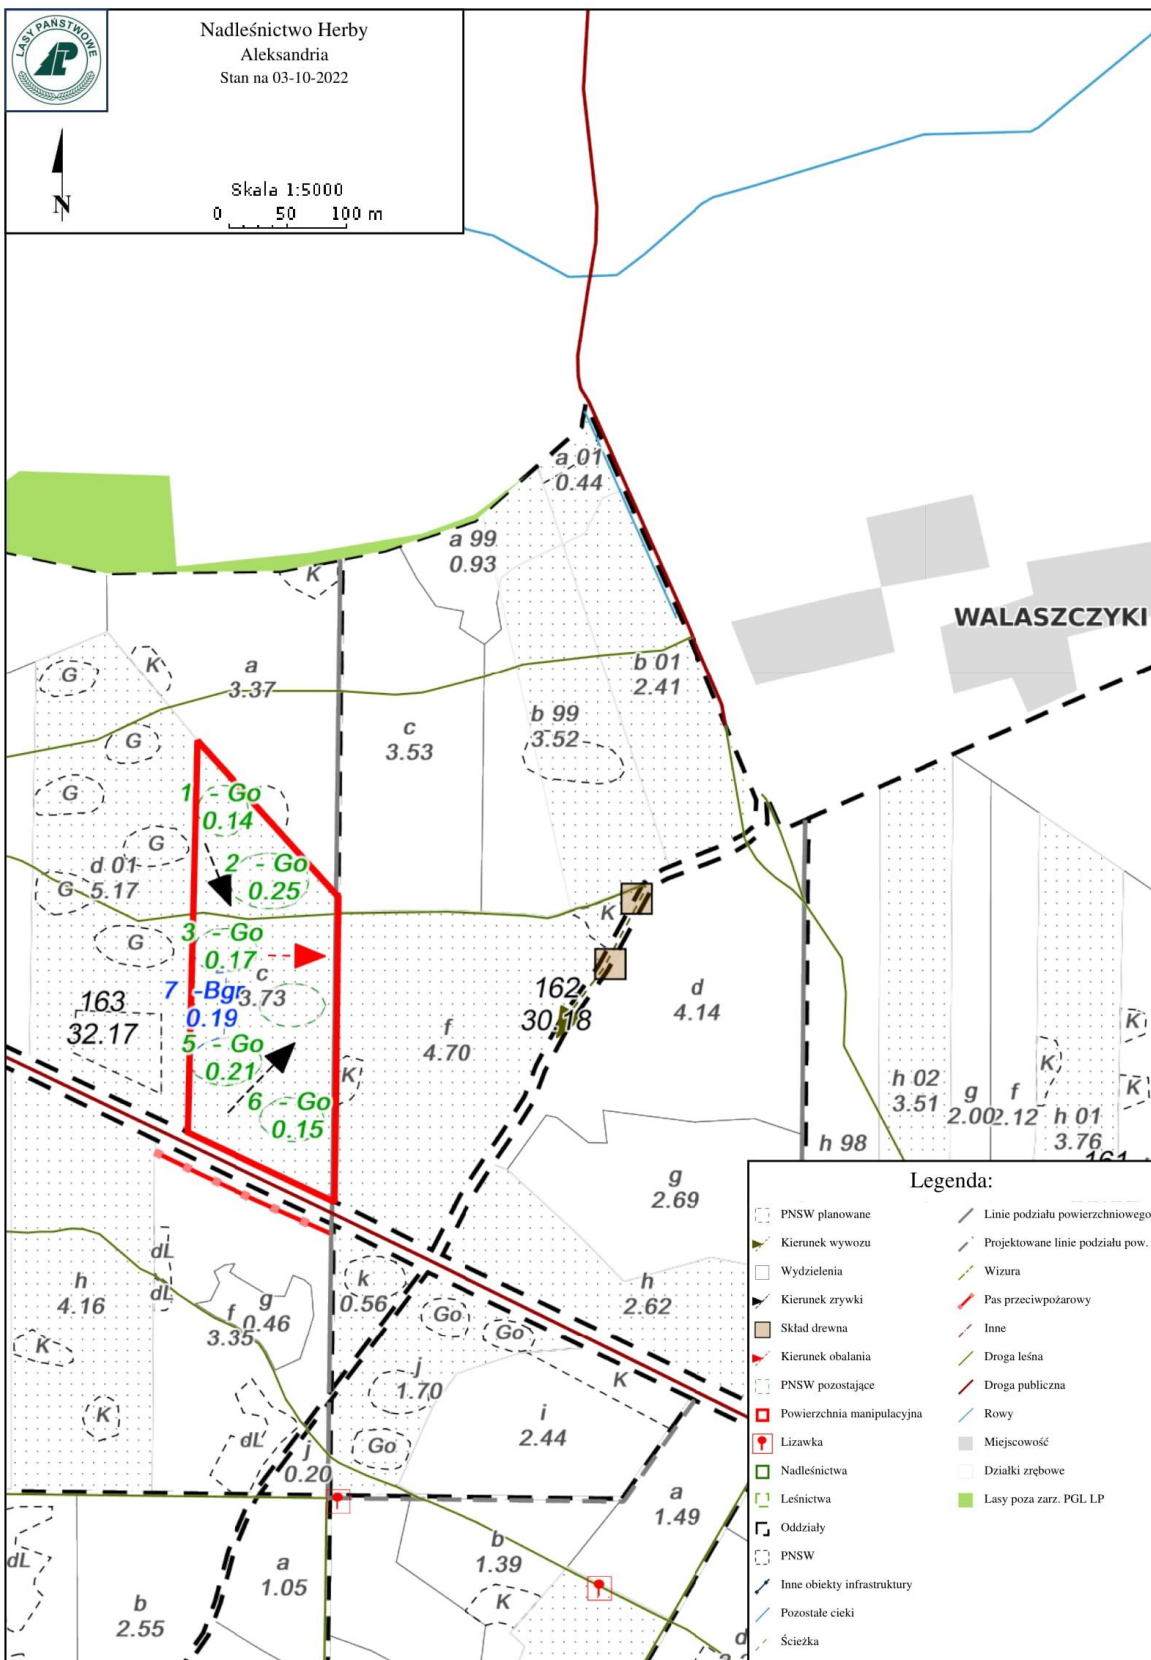 LASY PAŃSTWOWE
Nadleśnictwo Herby
Aleksandria
Stan na 03-10-2022
N
Skala 1:5000
0 50 100 m
a 01
0.44
a 99
0.93
K
WALASZCZYKI
G
K
a
3.37
b 01
2.41
b 99
3.52
c
3.53
G
G
1 - Go
0.14
G
2 - Go
0.25
d 01
5.17
G
K
G
3 - Go
0.17
c
3.73
7 -Bgr
0.19
163
32.17
162
30.18
d
4.14
f
4.70
5 - Go
0.21
K
6 - Go
0.15
K
K
K
h 02
3.51
g
2.00
f
2.12
h 01
3.76
h 98
161
g
2.69
dL
dL
h
4.16
k
0.56
h
2.62
g
0.46
f
3.35
Go
Go
K
j
1.70
K
K
i
2.44
dL
Go
j
0.20
a
1.49
b
1.39
dL
a
1.05
K
b
2.55
d
Legenda:
PNSW planowane
Kierunek wywozu
Wydzielenia
Kierunek zrywki
Skład drewna
Kierunek obalania
PNSW pozostające
Powierzchnia manipulacyjna
Lizawka
Nadleśnictwa
Leśnictwa
Oddziały
PNSW
Inne obiekty infrastruktury
Pozostałe cieki
Ścieżka
Linie podziału powierzchniowego
Projektowane linie podziału pow.
Wizura
Pas przeciwpożarowy
Inne
Droga leśna
Droga publiczna
Rowy
Miejscowość
Działki zrębowe
Lasy poza zarz. PGL LP